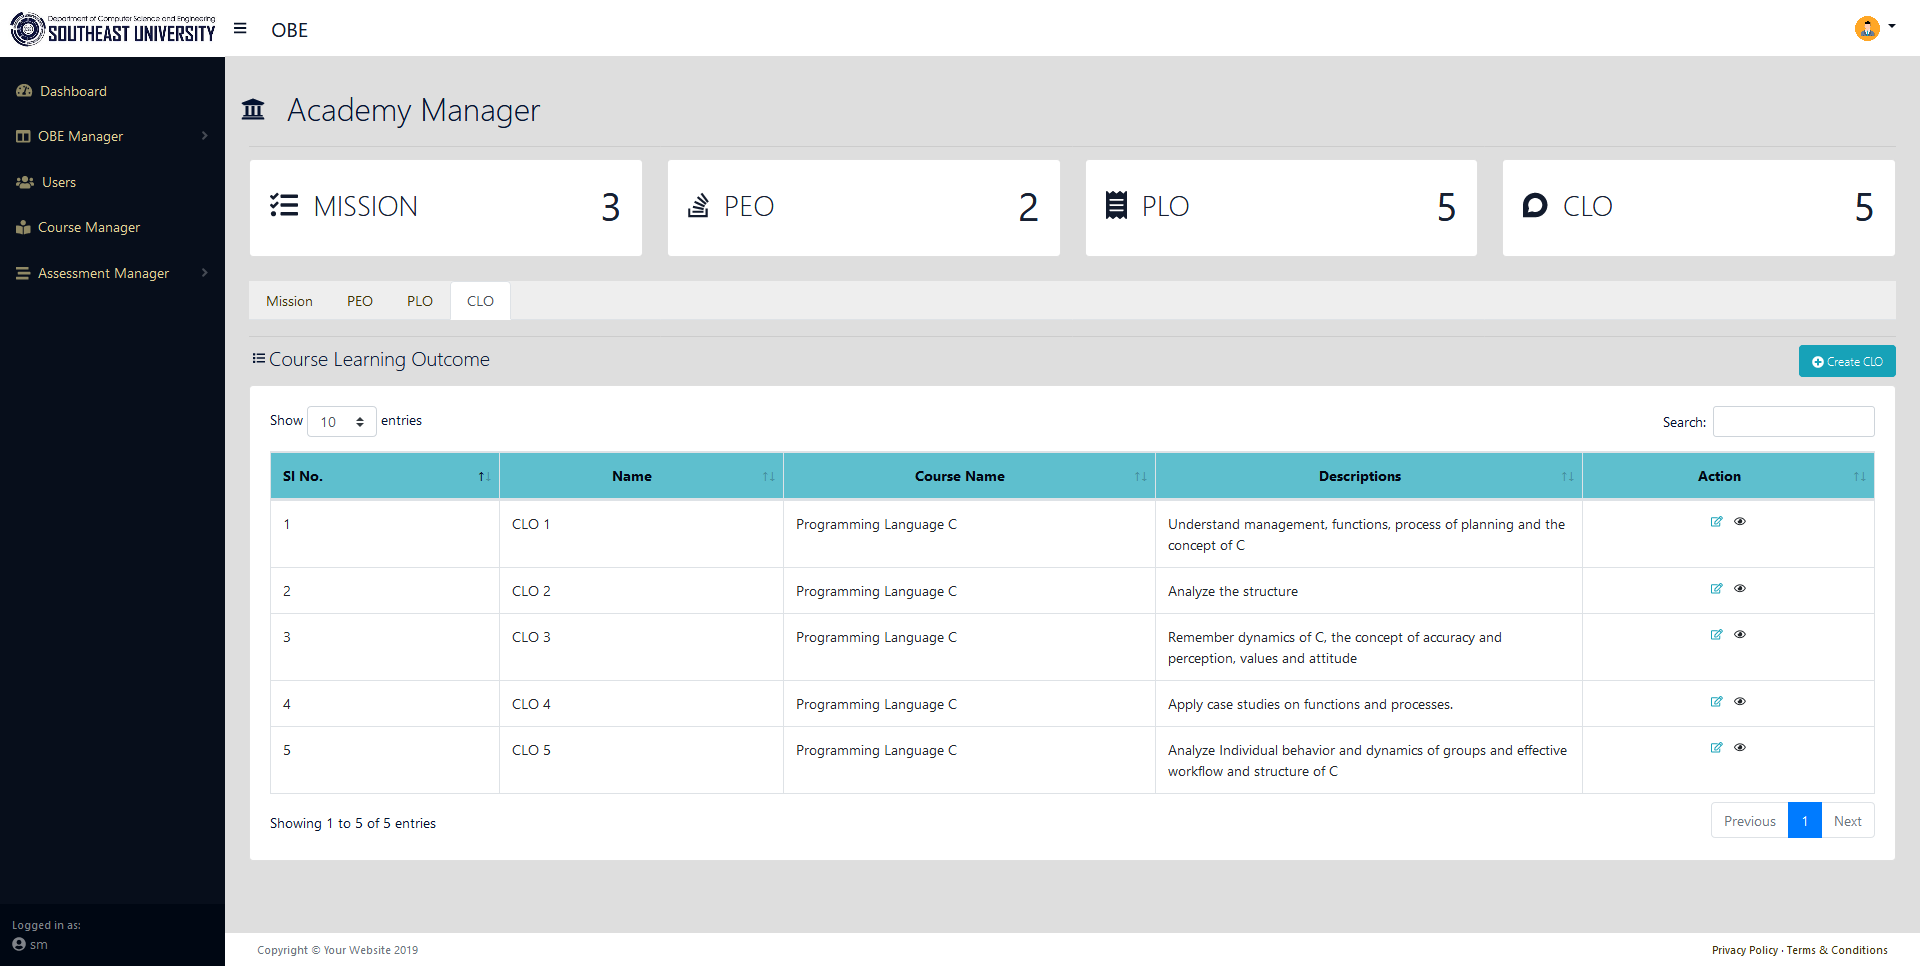 Department of Computer Science and Engineering
SOUTHEAST UNIVERSITY
OBE
Dashboard
OBE Manager
Users
Course Manager
Assessment Manager
Logged in as:
sm
Academy Manager
MISSION 3
PEO 2
PLO 5
CLO 5
Mission PEO PLO CLO
Course Learning Outcome
Create CLO
Show 10 entries
Search:
Sl No. Name Course Name Descriptions Action
1 CLO 1 Programming Language C Understand management, functions, process of planning and the
concept of C
2 CLO 2 Programming Language C Analyze the structure
3 CLO 3 Programming Language C Remember dynamics of C, the concept of accuracy and
perception, values and attitude
4 CLO 4 Programming Language C Apply case studies on functions and processes.
5 CLO 5 Programming Language C Analyze Individual behavior and dynamics of groups and effective
workflow and structure of C
Showing 1 to 5 of 5 entries
Previous 1 Next
Copyright © Your Website 2019
Privacy Policy · Terms & Conditions